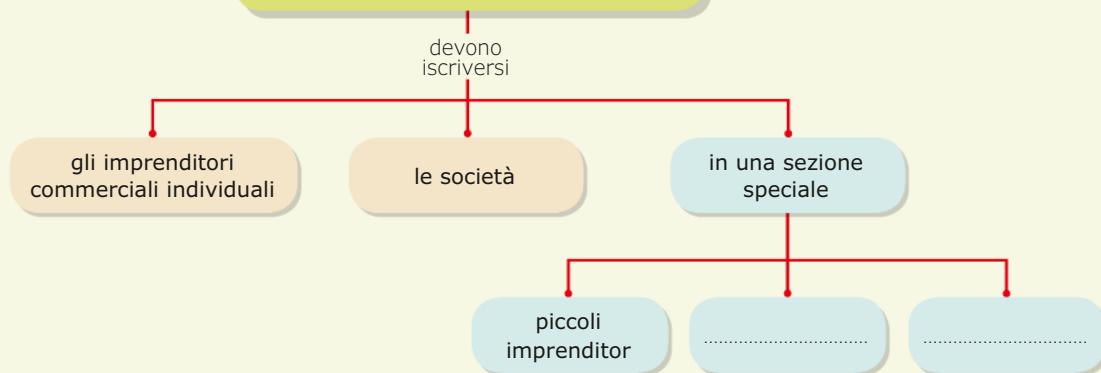 devono
iscriversi
gli imprenditori
commerciali individuali
le società
in una sezione
speciale
piccoli
imprenditor
................................
................................